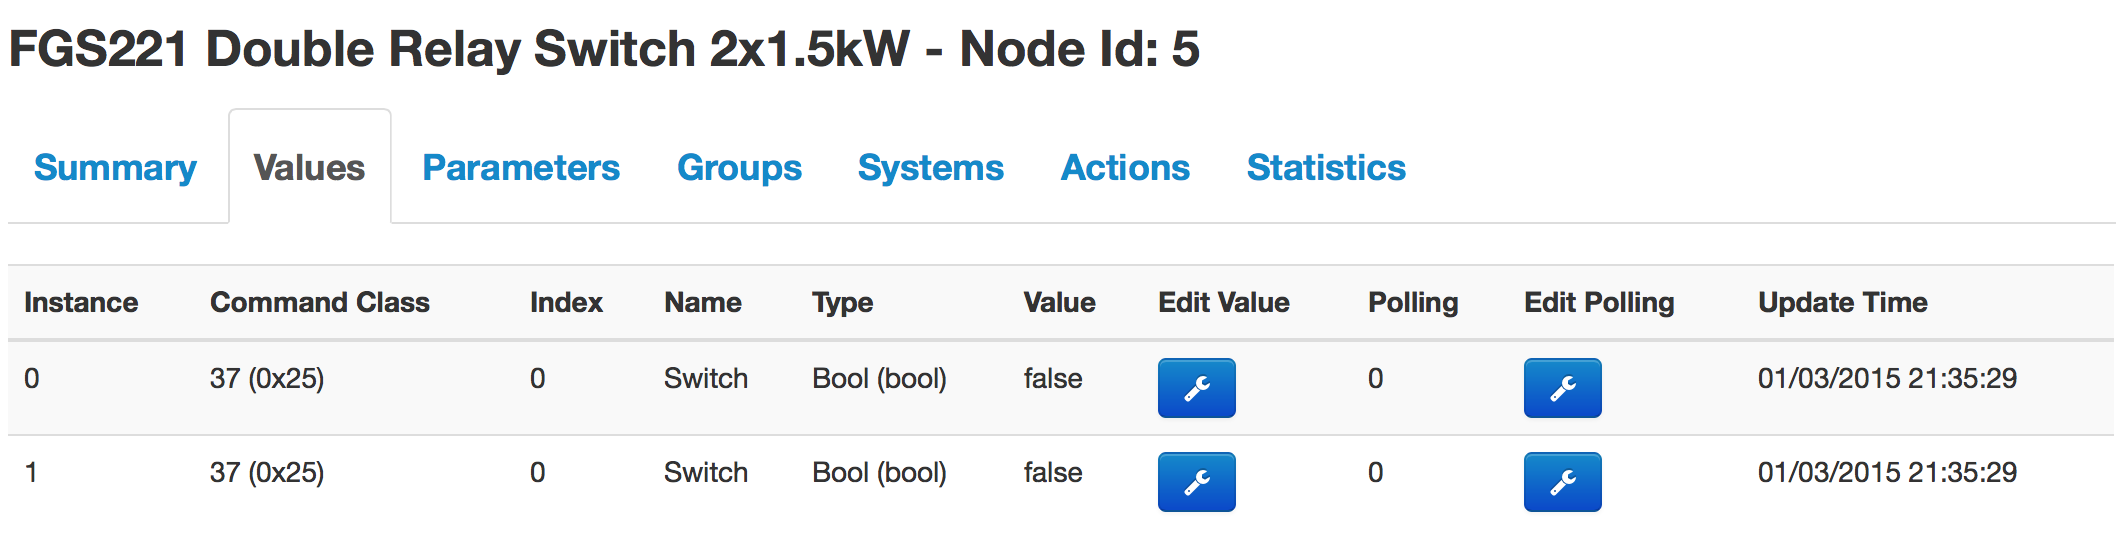 FGS221 Double Relay Switch 2x1.5kW - Node Id: 5
Summary Values Parameters Groups Systems Actions Statistics
Instance Command Class Index Name Type Value Edit Value Polling Edit Polling Update Time
0 37 (0x25) 0 Switch Bool (bool) false 0 01/03/2015 21:35:29
1 37 (0x25) 0 Switch Bool (bool) false 0 01/03/2015 21:35:29